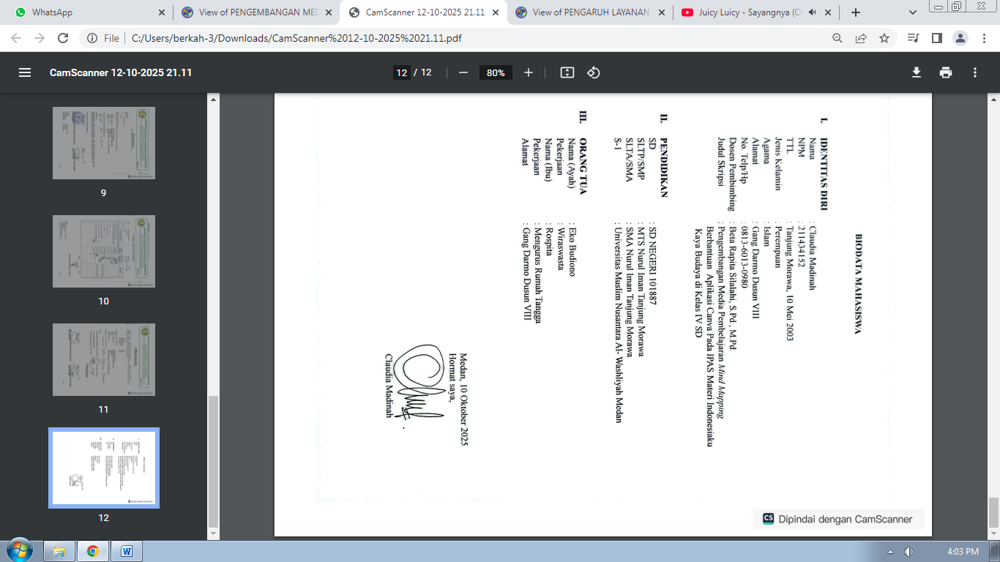 WhatsApp
View of PENGEMBANGAN MED
CamScanner 12-10-2025 21.11
View of PENGARUH LAYANAN
Juicy Luicy - Sayangnya (O
File
C:/Users/berkah-3/Downloads/CamScanner%2012-10-2025%2021.11.pdf
CamScanner 12-10-2025 21.11
12 / 12
80%
9
10
11
12
BIODATA MAHASISWA
I. IDENTITAS DIRI
Nama : Claudia Madinah
NPM : 211434152
TTL : Tanjung Morawa, 10 Mei 2003
Jenis Kelamin : Perempuan
Agama : Islam
Alamat : Gang Darmo Dusun VIII
No. Telp/Hp : 0813-6013-0980
Dosen Pembimbing : Beta Rapita Silalahi, S.Pd., M.Pd.
Judul Skripsi : Pengembangan Media Pembelajaran Mind Mapping
Berbantuan Aplikasi Canva Pada IPAS Materi Indonesiaku
Kaya Budaya di Kelas IV SD
II. PENDIDIKAN
SD : SD NEGERI 101887
SLTP/SMP : MTS Nurul Iman Tanjung Morawa
SLTA/SMA : SMA Nurul Iman Tanjung Morawa
S-1 : Universitas Muslim Nusantara Al- Washliyah Medan
III. ORANG TUA
Nama (Ayah) : Eko Budiono
Pekerjaan : Wiraswasta
Nama (Ibu) : Rospita
Pekerjaan : Mengurus Rumah Tangga
Alamat : Gang Darmo Dusun VIII
Medan, 10 Oktober 2025
Hormat saya,
Claudia Madinah
CS Dipindai dengan CamScanner
4:03 PM